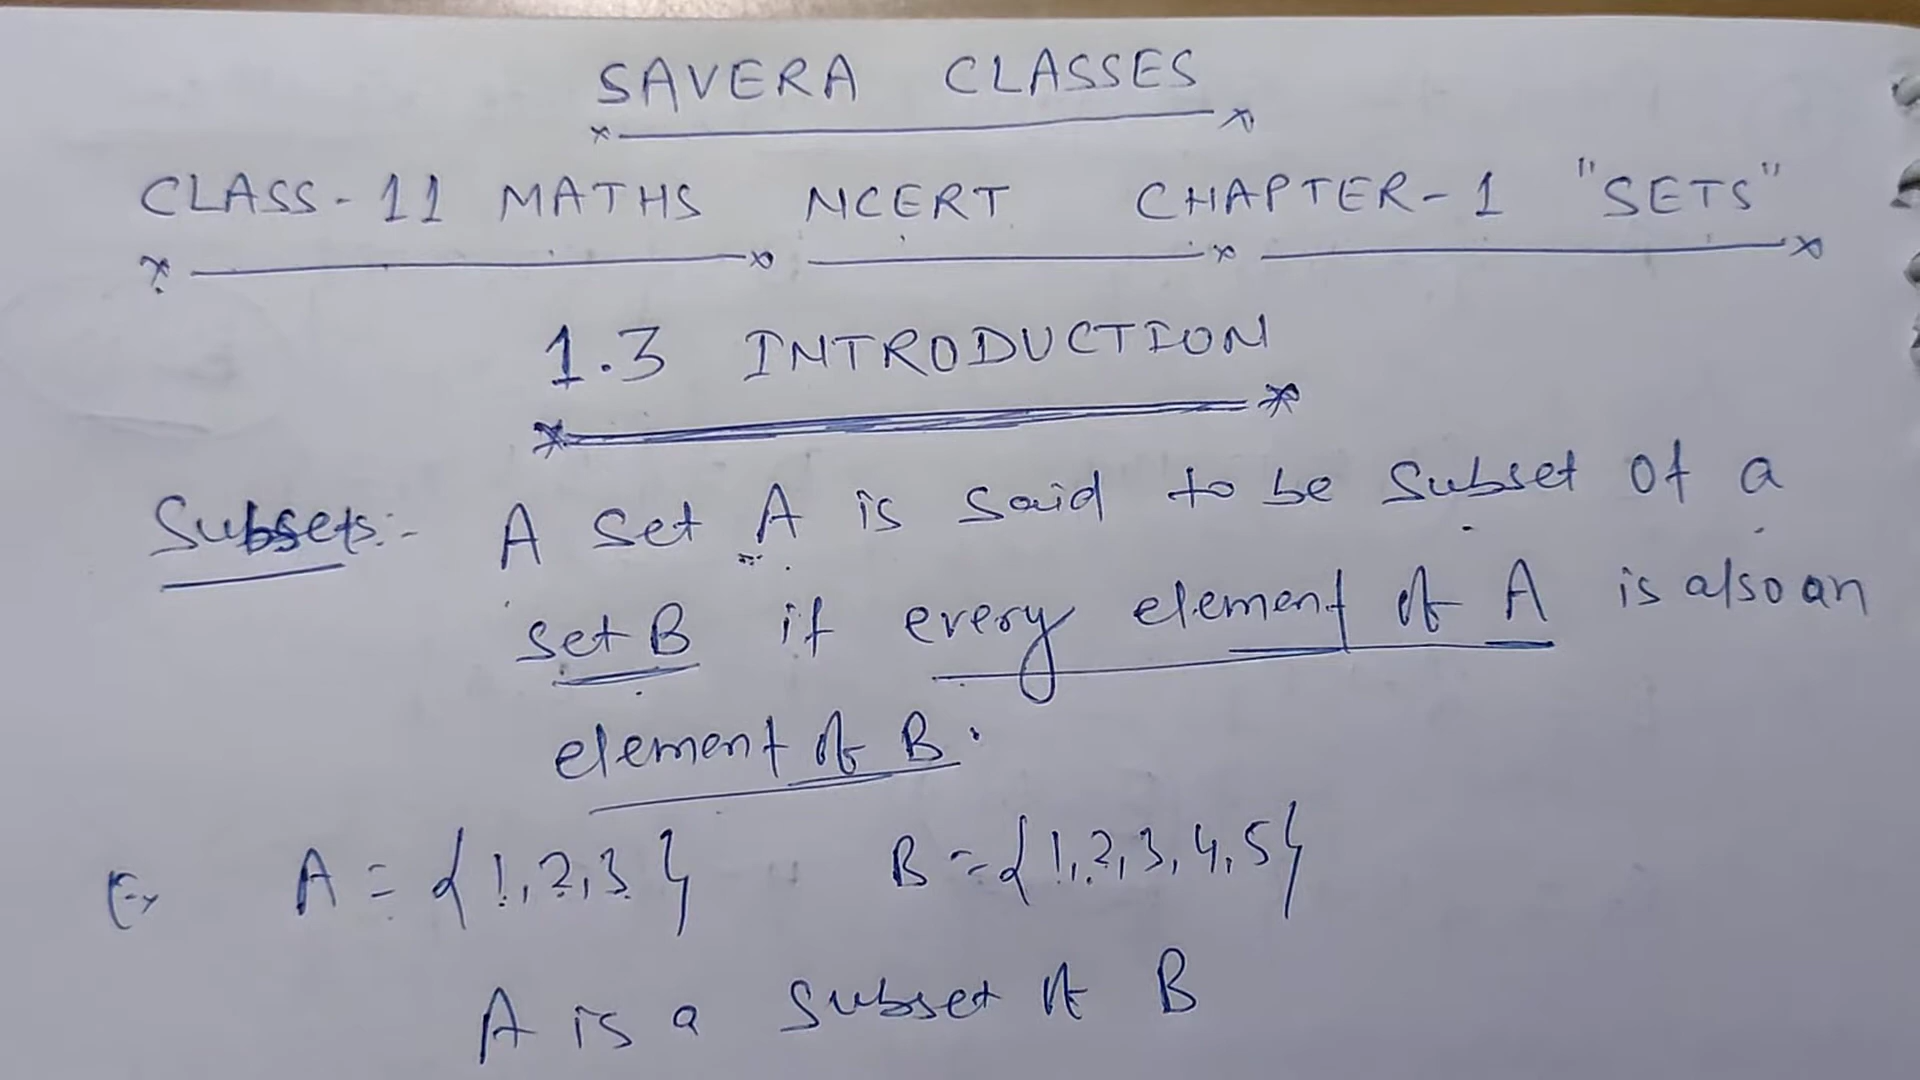 SAVERA CLASSES
CLASS-11 MATHS NCERT CHAPTER-1 "SETS"
1.3 INTRODUCTION
Subsets:- A set A is said to be subset of a
set B if every element of A is also an
element of B.
Ex A = {1,2,3} B = {1,2,3,4,5}
A is a subset of B